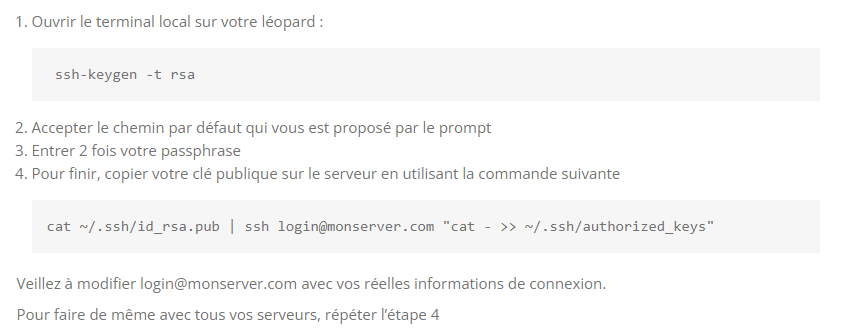 1. Ouvrir le terminal local sur votre léopard :
ssh-keygen -t rsa
2. Accepter le chemin par défaut qui vous est proposé par le prompt
3. Entrer 2 fois votre passphrase
4. Pour finir, copier votre clé publique sur le serveur en utilisant la commande suivante
cat ~/.ssh/id_rsa.pub | ssh login@monserver.com "cat - >> ~/.ssh/authorized_keys"
Veillez à modifier login@monserver.com avec vos réelles informations de connexion.
Pour faire de même avec tous vos serveurs, répéter l’étape 4